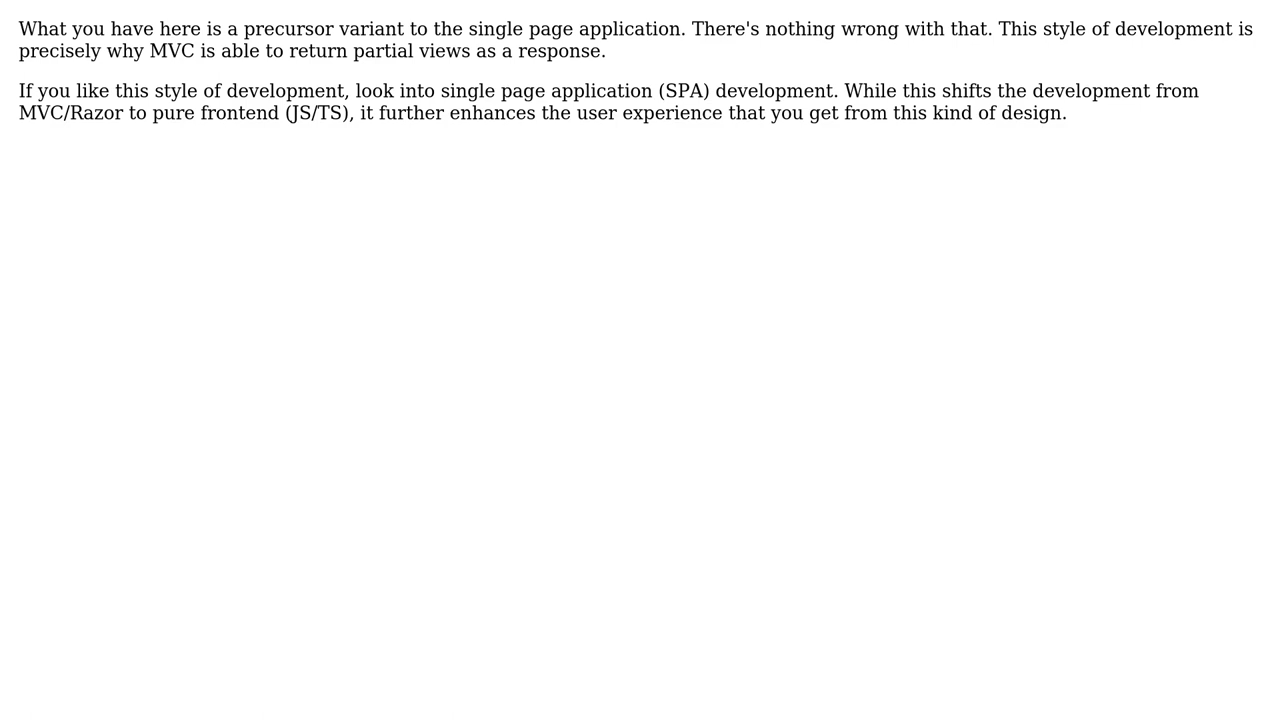 What you have here is a precursor variant to the single page application. There's nothing wrong with that. This style of development is
precisely why MVC is able to return partial views as a response.
If you like this style of development, look into single page application (SPA) development. While this shifts the development from
MVC/Razor to pure frontend (JS/TS), it further enhances the user experience that you get from this kind of design.